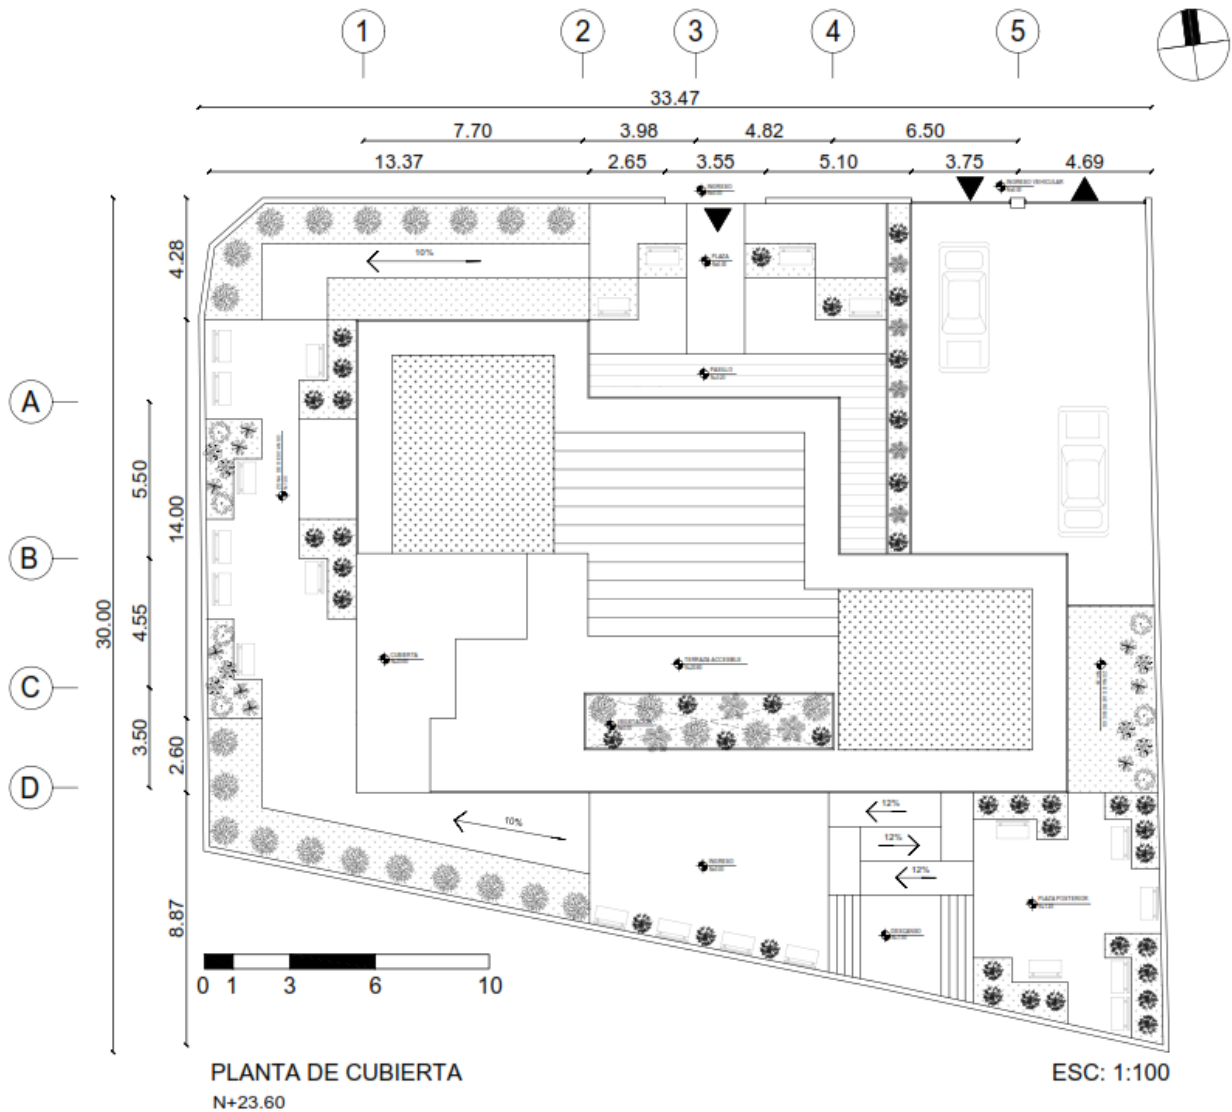 1 2 3 4 5
33.47
7.70 3.98 4.82 6.50
13.37 2.65 3.55 5.10 3.75 4.69
INGRESO
INGRESO VEHICULAR
4.28
10%
PLAZA
PASILLO
A
5.50
14.00
B
30.00
4.55
CUBIERTA
TERRAZA ACCESIBLE
C
VEGETACION
3.50
2.60
D
12%
10%
12%
INGRESO
12%
PLAZA POSTERIOR
8.87
DESCANSO
0 1 3 6 10
PLANTA DE CUBIERTA
ESC: 1:100
N+23.60